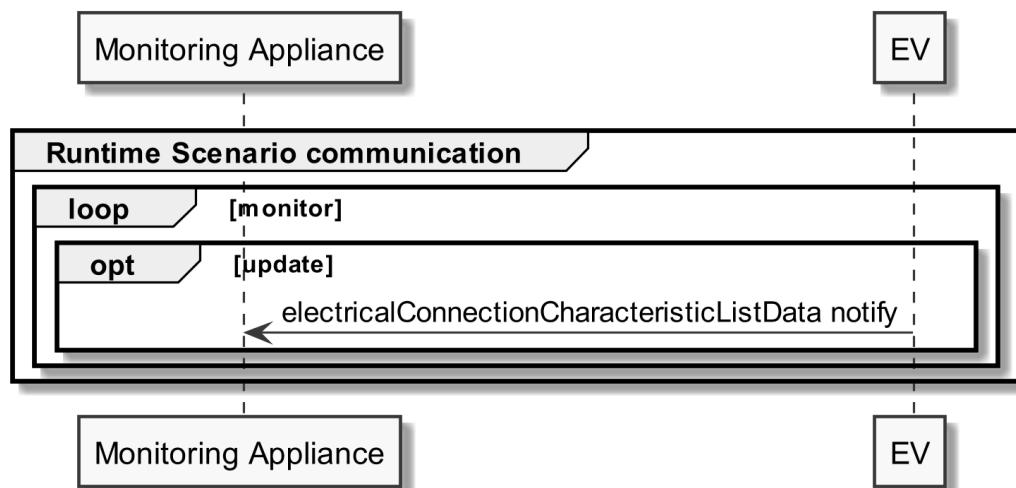 Monitoring Appliance
EV
Runtime Scenario communication
loop [monitor]
opt [update]
electricalConnectionCharacteristicListData notify
Monitoring Appliance
EV